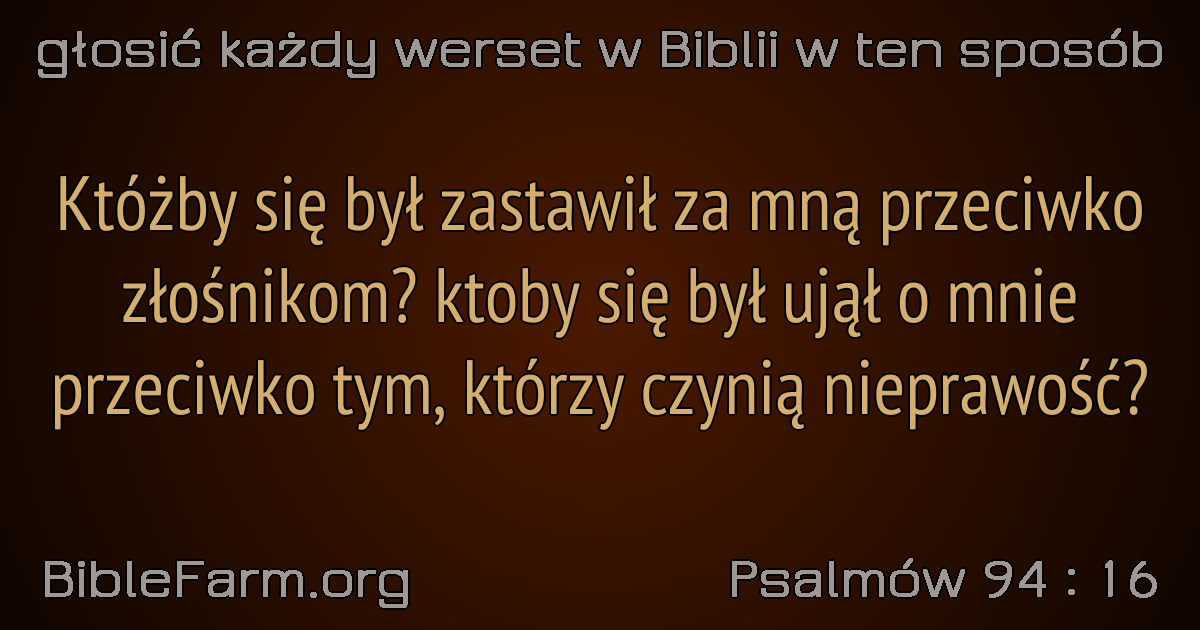 głosić każdy werset w Biblii w ten sposób
Któżby się był zastawił za mną przeciwko
złośnikom? ktoby się był ujął o mnie
przeciwko tym, którzy czynią nieprawość?
BibleFarm.org
Psalmów 94 : 16